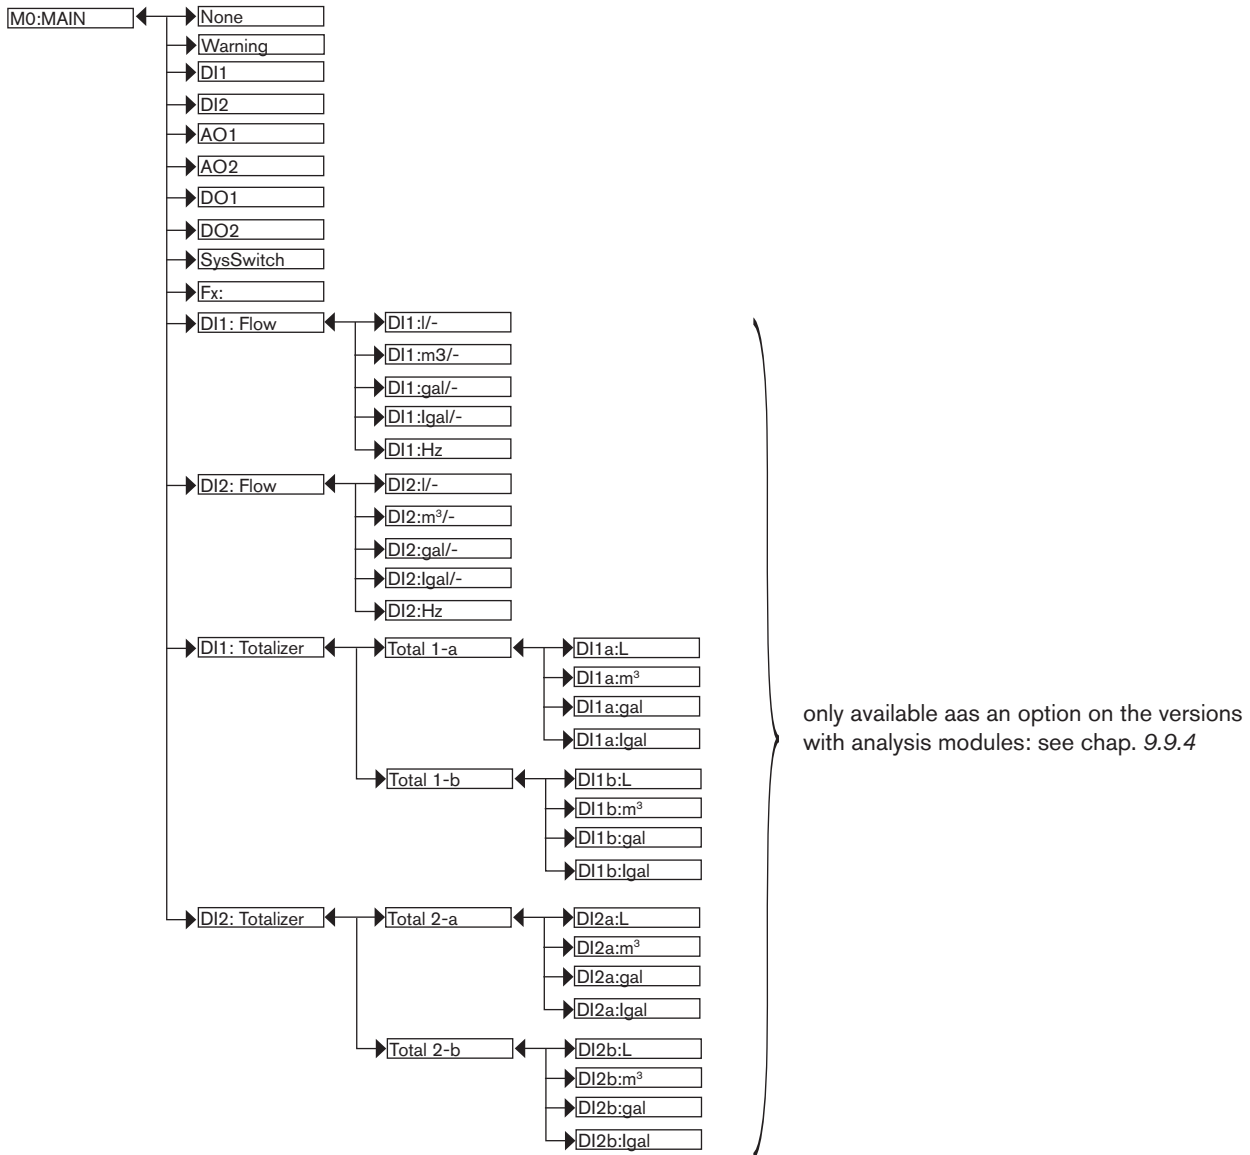 M0:MAIN
None
Warning
DI1
DI2
AO1
AO2
DO1
DO2
SysSwitch
Fx:
DI1: Flow
DI1:l/-
DI1:m3/-
DI1:gal/-
DI1:Igal/-
DI1:Hz
DI2: Flow
DI2:l/-
DI2:m³/-
DI2:gal/-
DI2:Igal/-
DI2:Hz
DI1: Totalizer
Total 1-a
DI1a:L
DI1a:m³
DI1a:gal
DI1a:Igal
Total 1-b
DI1b:L
DI1b:m³
DI1b:gal
DI1b:Igal
DI2: Totalizer
Total 2-a
DI2a:L
DI2a:m³
DI2a:gal
DI2a:Igal
Total 2-b
DI2b:L
DI2b:m³
DI2b:gal
DI2b:Igal
only available aas an option on the versions
with analysis modules: see chap. 9.9.4